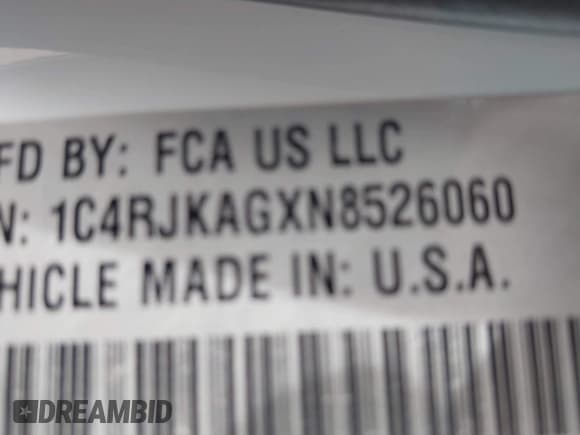 FD BY: FCA US LLC
N: 1C4RJKAGXN8526060
HICLE MADE IN: U.S.A.
DREAMBID